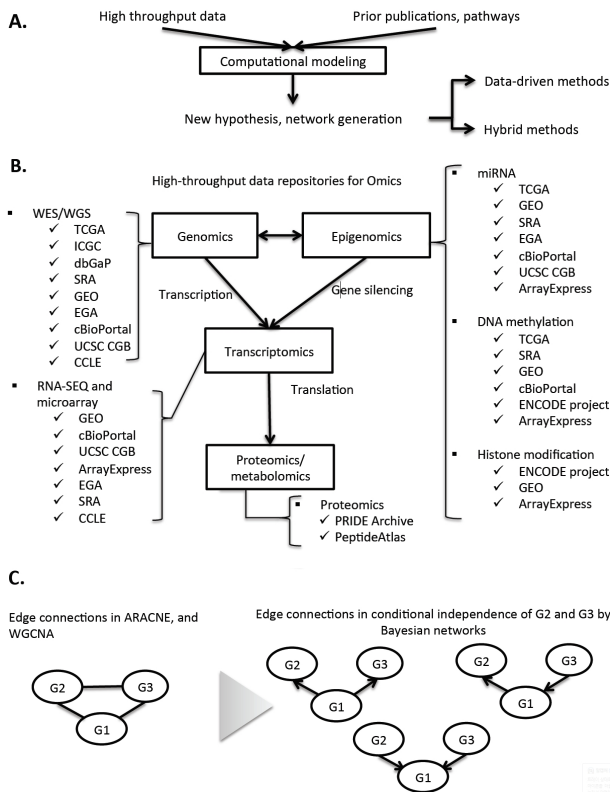 A.
High throughput data
Prior publications, pathways
Computational modeling
New hypothesis, network generation
Data-driven methods
Hybrid methods
B.
High-throughput data repositories for Omics
▪ WES/WGS
✓ TCGA
✓ ICGC
✓ dbGaP
✓ SRA
✓ GEO
✓ EGA
✓ cBioPortal
✓ UCSC CGB
✓ CCLE
▪ RNA-SEQ and
microarray
✓ GEO
✓ cBioPortal
✓ UCSC CGB
✓ ArrayExpress
✓ EGA
✓ SRA
✓ CCLE
Genomics
Epigenomics
Transcription
Gene silencing
Transcriptomics
Translation
Proteomics/
metabolomics
▪ Proteomics
✓ PRIDE Archive
✓ PeptideAtlas
▪ miRNA
✓ TCGA
✓ GEO
✓ SRA
✓ EGA
✓ cBioPortal
✓ UCSC CGB
✓ ArrayExpress
▪ DNA methylation
✓ TCGA
✓ SRA
✓ GEO
✓ cBioPortal
✓ ENCODE project
✓ ArrayExpress
▪ Histone modification
✓ ENCODE project
✓ GEO
✓ ArrayExpress
C.
Edge connections in ARACNE, and
WGCNA
G2
G3
G1
Edge connections in conditional independence of G2 and G3 by
Bayesian networks
G2
G3
G1
G2
G3
G1
G2
G3
G1